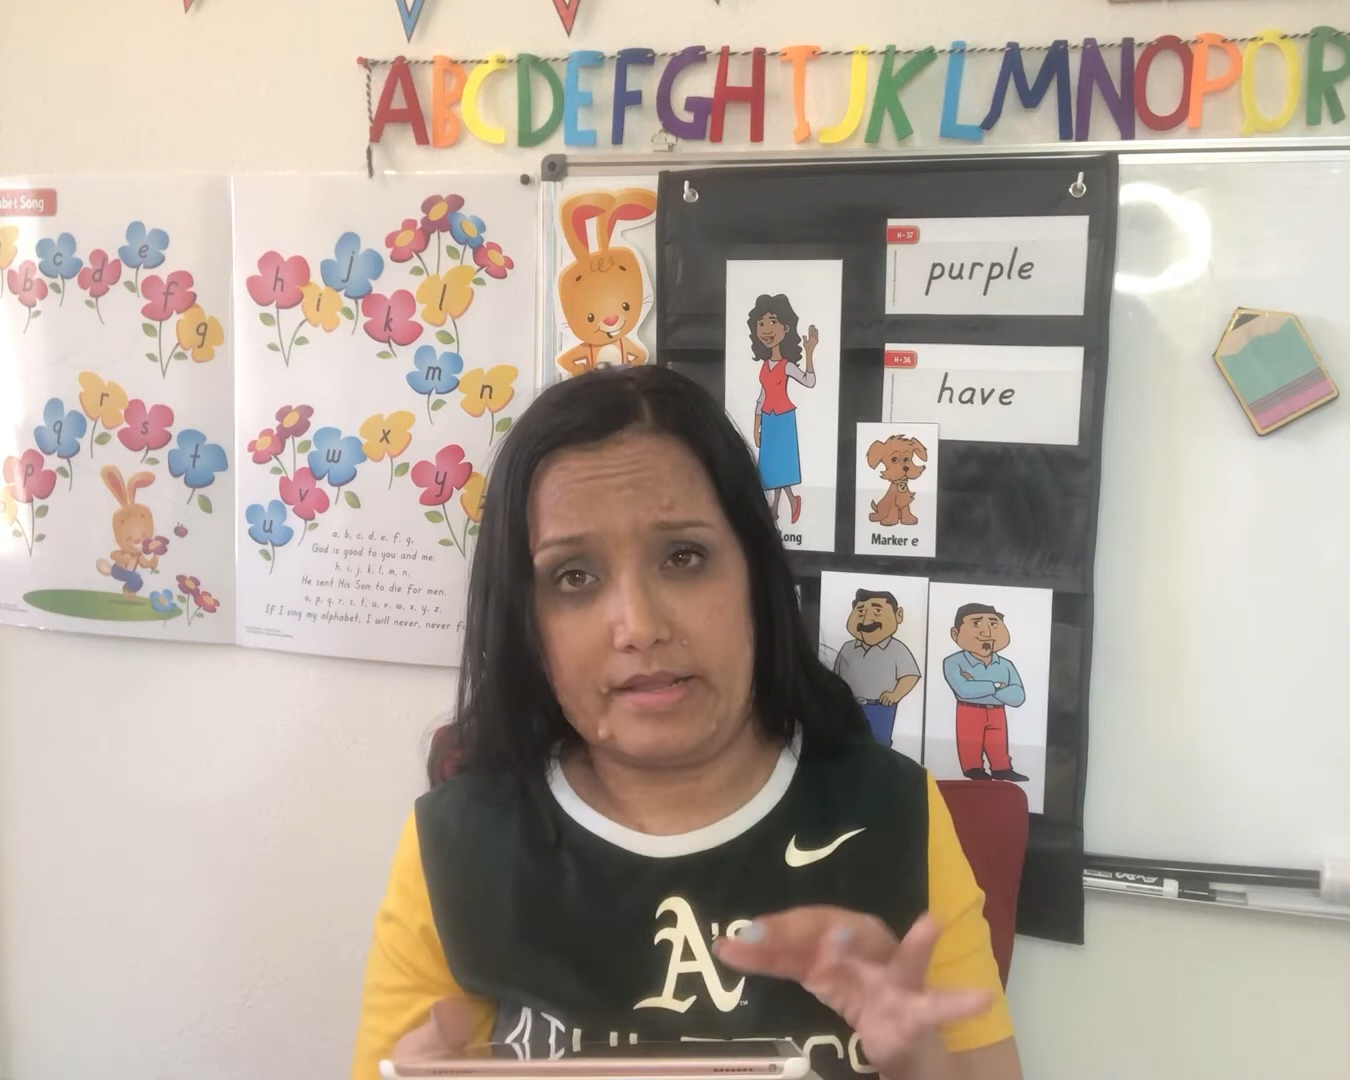 ABCDEFGHIJKLMNOPQR
bet Song
b c d e f g
h i j k l m n
p q r s t
u v w x y
a, b, c, d, e, f, g,
God is good to you and me.
h, i, j, k, l, m, n,
He sent His Son to die for men.
o, p, q, r, s, t, u, v, w, x, y, z,
If I sing my alphabet, I will never, never
H-37
purple
H-36
have
Long
Marker e
A's